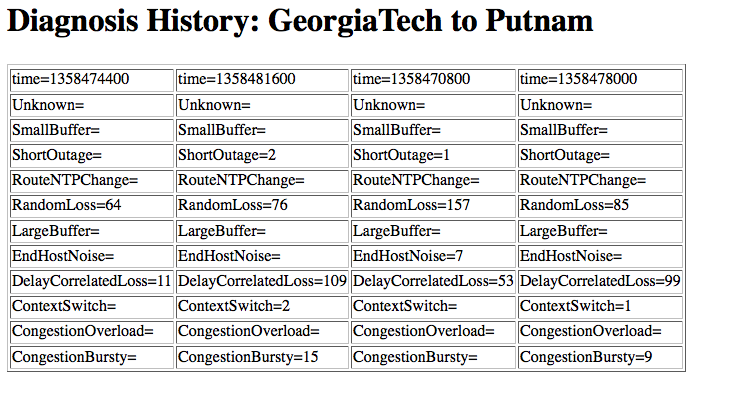 Diagnosis History: GeorgiaTech to Putnam
time=1358474400 time=1358481600 time=1358470800 time=1358478000
Unknown= Unknown= Unknown= Unknown=
SmallBuffer= SmallBuffer= SmallBuffer= SmallBuffer=
ShortOutage= ShortOutage=2 ShortOutage=1 ShortOutage=
RouteNTPChange= RouteNTPChange= RouteNTPChange= RouteNTPChange=
RandomLoss=64 RandomLoss=76 RandomLoss=157 RandomLoss=85
LargeBuffer= LargeBuffer= LargeBuffer= LargeBuffer=
EndHostNoise= EndHostNoise= EndHostNoise=7 EndHostNoise=
DelayCorrelatedLoss=11 DelayCorrelatedLoss=109 DelayCorrelatedLoss=53 DelayCorrelatedLoss=99
ContextSwitch= ContextSwitch=2 ContextSwitch= ContextSwitch=1
CongestionOverload= CongestionOverload= CongestionOverload= CongestionOverload=
CongestionBursty= CongestionBursty=15 CongestionBursty= CongestionBursty=9